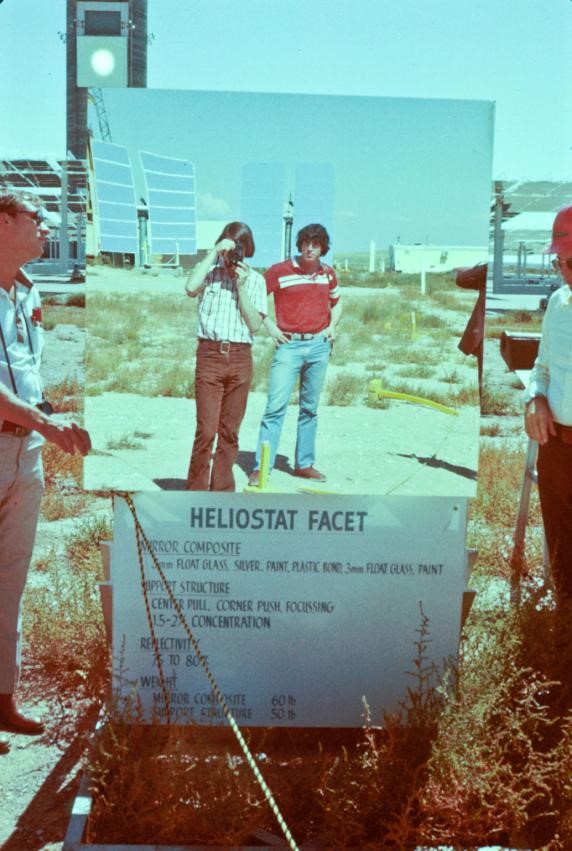 HELIOSTAT FACET
MIRROR COMPOSITE
3mm FLOAT GLASS, SILVER, PAINT, PLASTIC BOND, 3mm FLOAT GLASS, PAINT
SUPPORT STRUCTURE
CENTER PULL, CORNER PUSH, FOCUSSING
1.5-2X CONCENTRATION
REFLECTIVITY
75 TO 80%
WEIGHT
MIRROR COMPOSITE 60 lb
SUPPORT STRUCTURE 50 lb